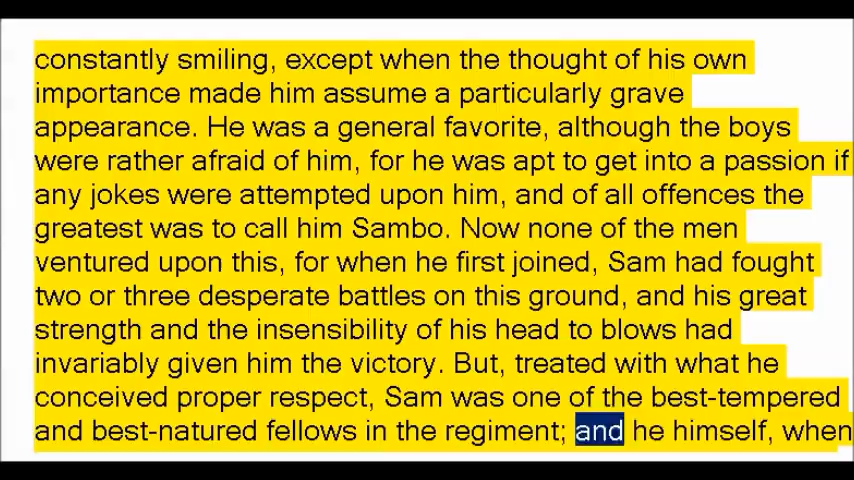 constantly smiling, except when the thought of his own
importance made him assume a particularly grave
appearance. He was a general favorite, although the boys
were rather afraid of him, for he was apt to get into a passion if
any jokes were attempted upon him, and of all offences the
greatest was to call him Sambo. Now none of the men
ventured upon this, for when he first joined, Sam had fought
two or three desperate battles on this ground, and his great
strength and the insensibility of his head to blows had
invariably given him the victory. But, treated with what he
conceived proper respect, Sam was one of the best-tempered
and best-natured fellows in the regiment; and he himself, when